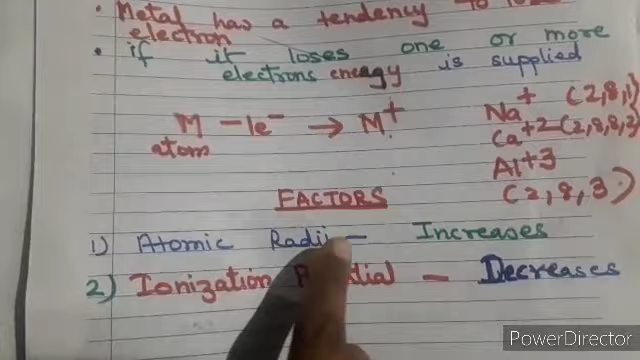 • Metal has a tendency to lose
electron
• if it loses one or more
electrons energy is supplied
M - 1e⁻ → M⁺
atom
Na⁺ (2,8,1)
Ca⁺² (2,8,8,2)
Al⁺³
(2,8,3)
FACTORS
1) Atomic Radii - Increases
2) Ionization - Decreases
PowerDirector